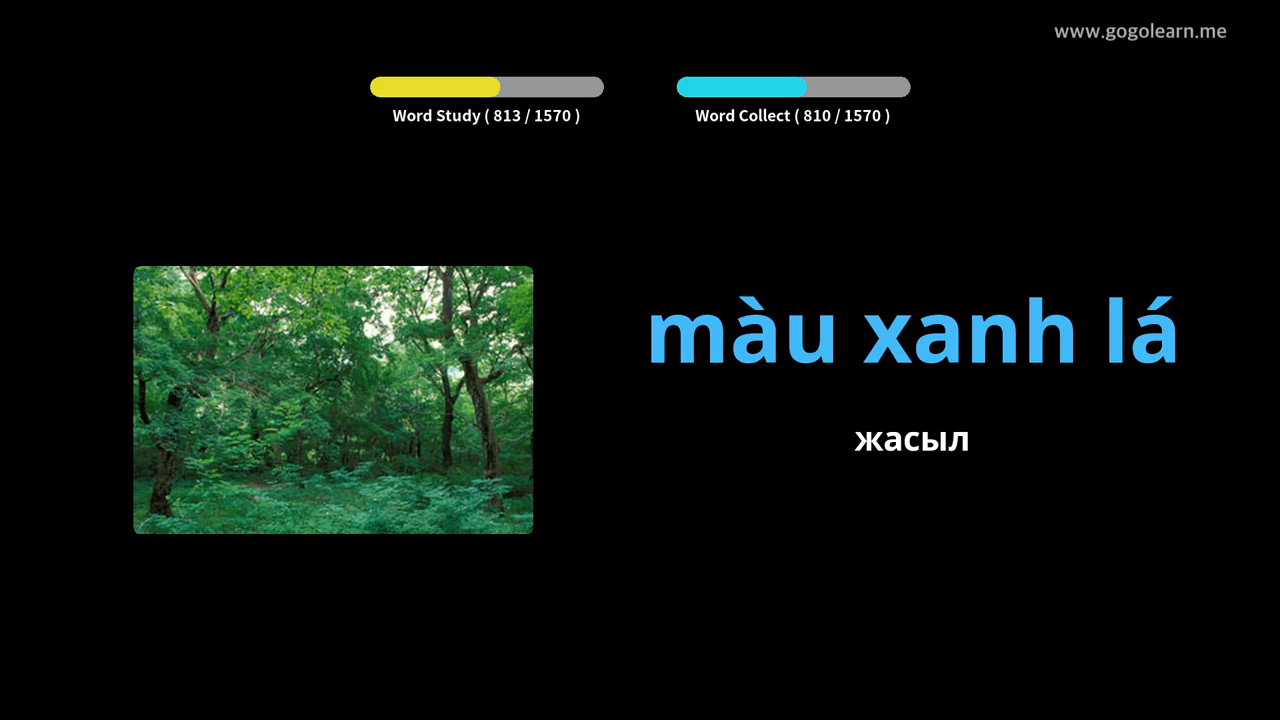 www.gogolearn.me
Word Study ( 813 / 1570 )
Word Collect ( 810 / 1570 )
màu xanh lá
жасыл